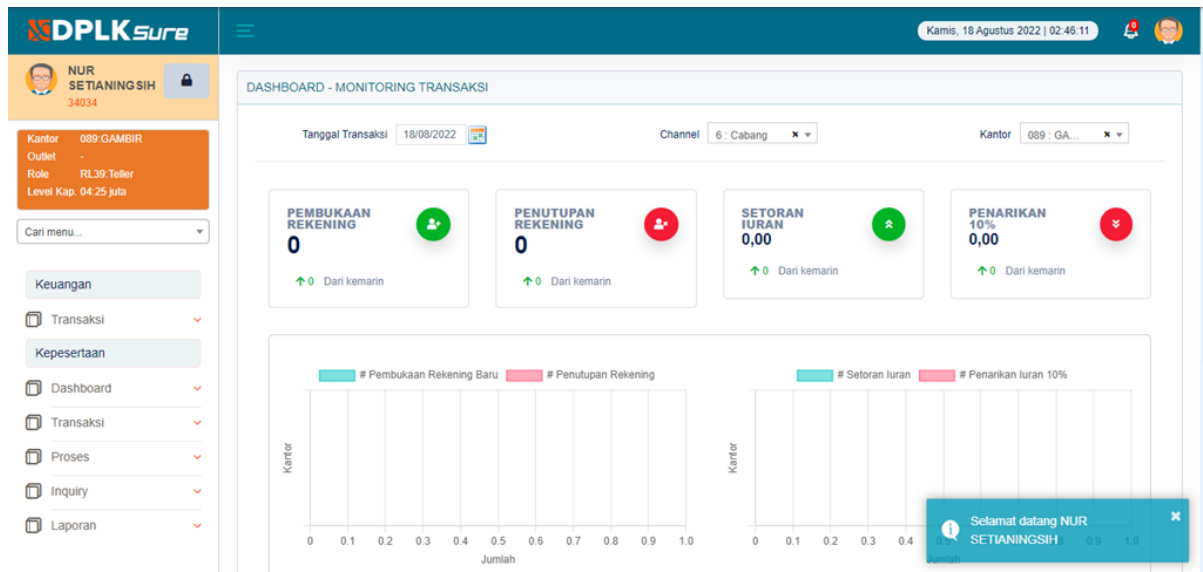 DPLKSure
Kamis, 18 Agustus 2022 | 02:46:11
NUR
SETIANINGSIH
34034
Kantor 089:GAMBIR
Outlet -
Role RL39:Teller
Level Kap. 04:25 juta
Cari menu...
Keuangan
Transaksi
Kepesertaan
Dashboard
Transaksi
Proses
Inquiry
Laporan
DASHBOARD - MONITORING TRANSAKSI
Tanggal Transaksi 18/08/2022
Channel 6 : Cabang
Kantor 089 : GA...
PEMBUKAAN
REKENING
0
0 Dari kemarin
PENUTUPAN
REKENING
0
0 Dari kemarin
SETORAN
IURAN
0,00
0 Dari kemarin
PENARIKAN
10%
0,00
0 Dari kemarin
# Pembukaan Rekening Baru # Penutupan Rekening
Kantor
0 0.1 0.2 0.3 0.4 0.5 0.6 0.7 0.8 0.9 1.0
Jumlah
# Setoran Iuran # Penarikan Iuran 10%
Kantor
0 0.1 0.2 0.3 0.4 0.5 0.9 1.0
Jumlah
Selamat datang NUR
SETIANINGSIH